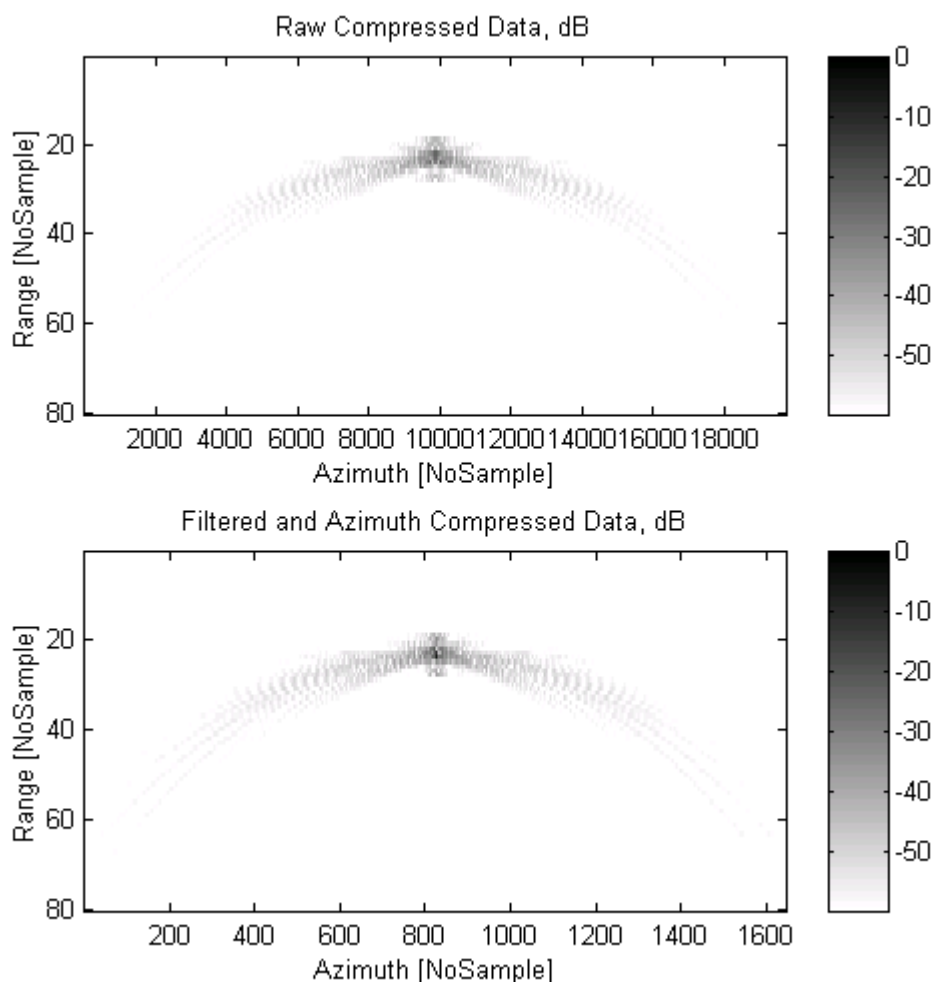 Raw Compressed Data, dB
Range [NoSample]
20
40
60
80
2000 4000 6000 8000 10000 12000 14000 16000 18000
Azimuth [NoSample]
0
-10
-20
-30
-40
-50
Filtered and Azimuth Compressed Data, dB
Range [NoSample]
20
40
60
80
200 400 600 800 1000 1200 1400 1600
Azimuth [NoSample]
0
-10
-20
-30
-40
-50